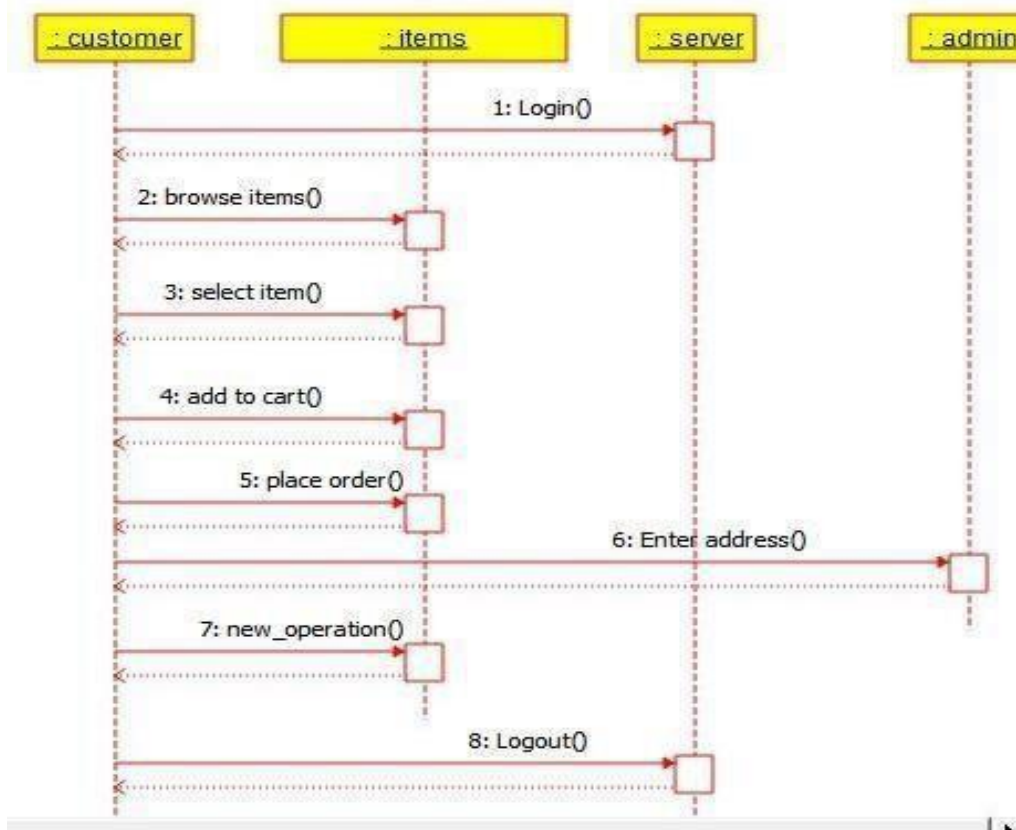 : customer
: items
: server
: admin
1: Login()
2: browse items()
3: select item()
4: add to cart()
5: place order()
6: Enter address()
7: new_operation()
8: Logout()